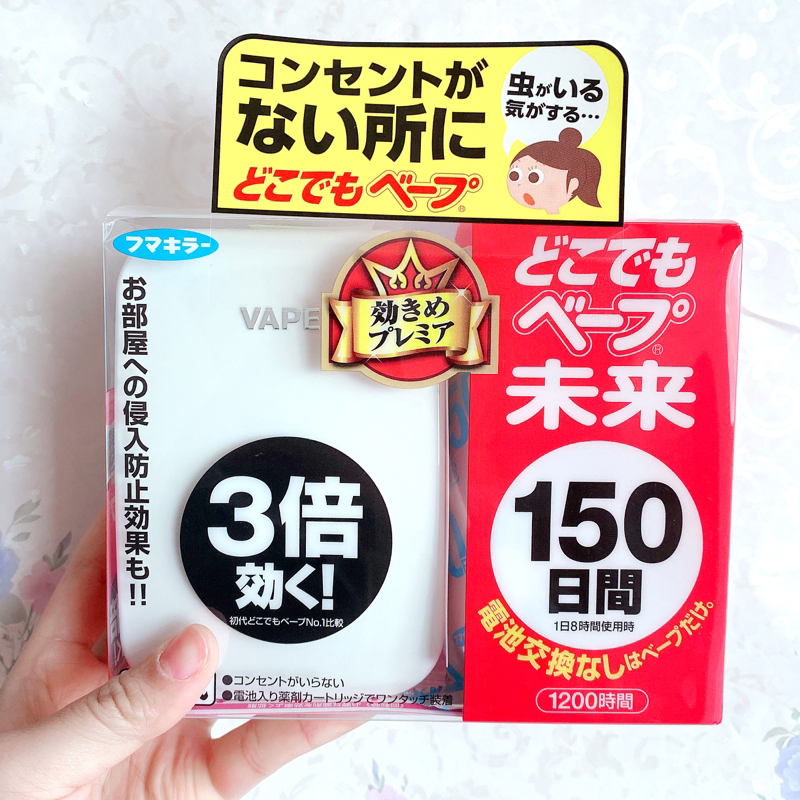 コンセントが
ない所に
どこでもベープ®
虫がいる
気がする…
フマキラー
お部屋への侵入防止効果も!!
VAPE
効きめ
プレミア
どこでも
ベープ®
未来
3倍
効く!
初代どこでもベープNo.1比較
150
日間
1日8時間使用時
電池交換なしはベープだけ。
1200時間
●コンセントがいらない
●電池入り薬剤カートリッジでワンタッチ装着